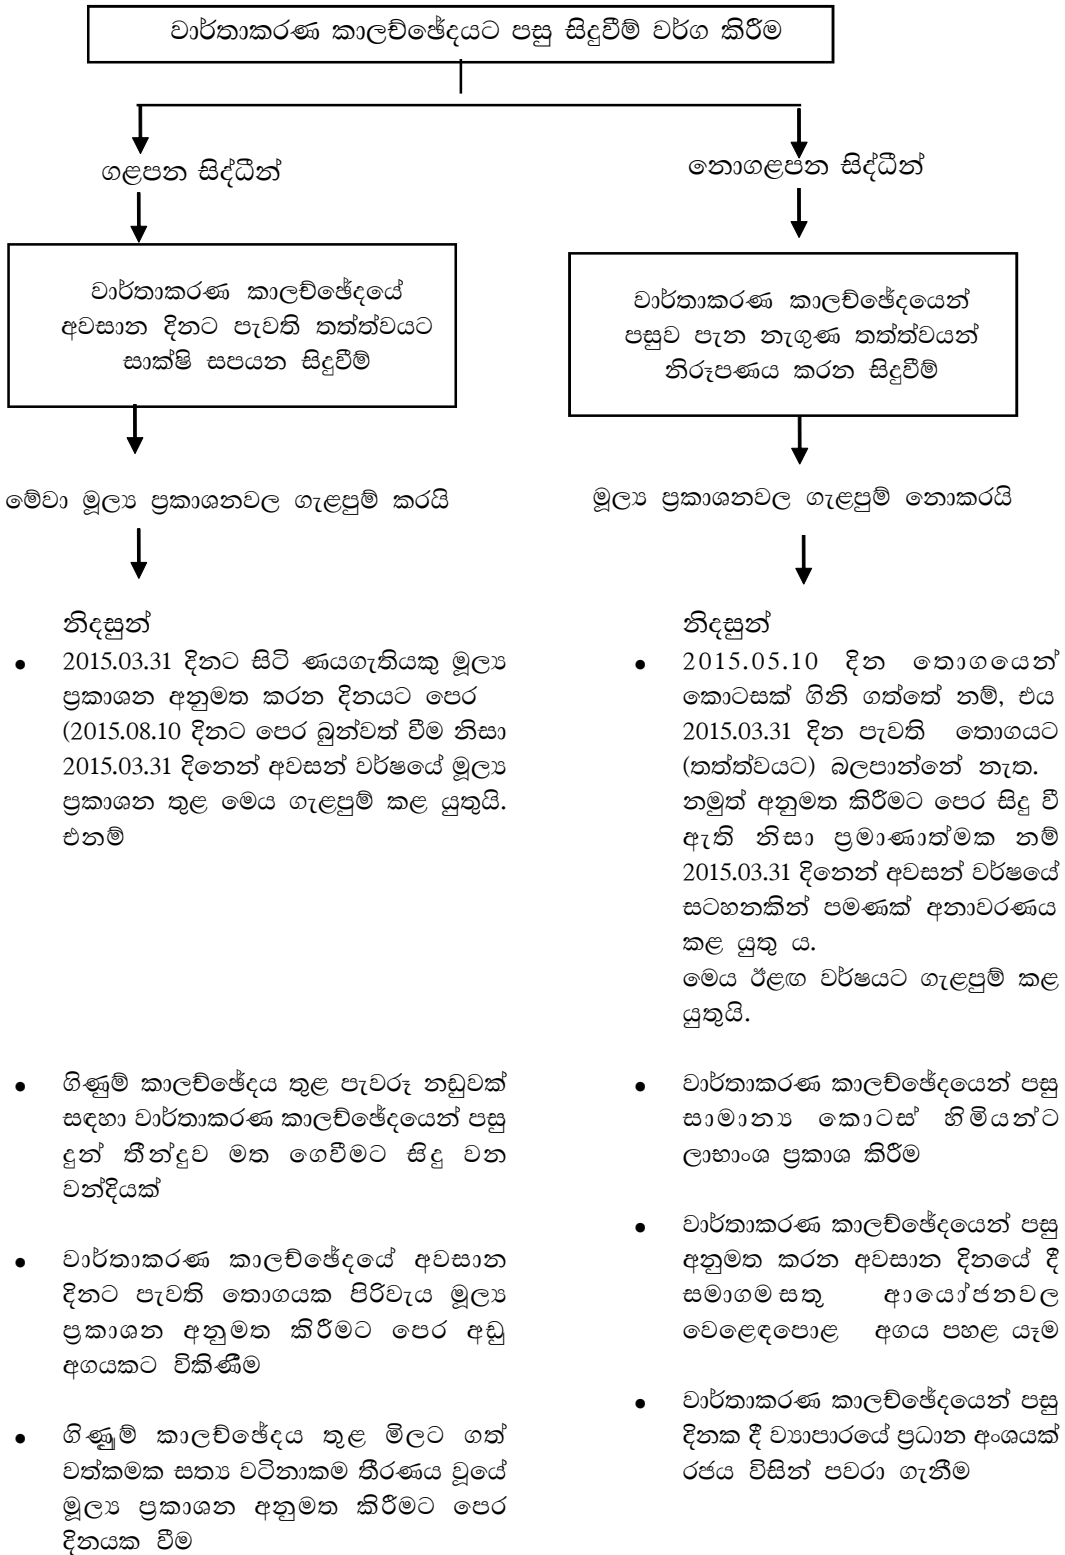 වාර්තාකරණ කාලච්ඡේදයට පසු සිදුවීම් වර්ග කිරීම
ගළපන සිද්ධීන්
වාර්තාකරණ කාලච්ඡේදයේ
අවසාන දිනට පැවති තත්ත්වයට
සාක්ෂි සපයන සිදුවීම්
මේවා මූල්‍ය ප්‍රකාශනවල ගැළපුම් කරයි
නිදසුන්
• 2015.03.31 දිනට සිටි ණයගැතියකු මූල්‍ය
ප්‍රකාශන අනුමත කරන දිනයට පෙර
(2015.08.10 දිනට පෙර බුන්වත් වීම නිසා
2015.03.31 දිනෙන් අවසන් වර්ෂයේ මූල්‍ය
ප්‍රකාශන තුළ මෙය ගැළපුම් කළ යුතුයි.
එනම්
• ගිණුම් කාලච්ඡේදය තුළ පැවරූ නඩුවක්
සඳහා වාර්තාකරණ කාලච්ඡේදයෙන් පසු
දුන් තීන්දුව මත ගෙවීමට සිදු වන
වන්දියක්
• වාර්තාකරණ කාලච්ඡේදයේ අවසාන
දිනට පැවති තොගයක පිරිවැය මූල්‍ය
ප්‍රකාශන අනුමත කිරීමට පෙර අඩු
අගයකට විකිණීම
• ගිණුම් කාලච්ඡේදය තුළ මිලට ගත්
වත්කමක සත්‍ය වටිනාකම තීරණය වූයේ
මූල්‍ය ප්‍රකාශන අනුමත කිරීමට පෙර
දිනයක වීම
නොගළපන සිද්ධීන්
වාර්තාකරණ කාලච්ඡේදයෙන්
පසුව පැන නැගුණ තත්ත්වයන්
නිරූපණය කරන සිදුවීම්
මූල්‍ය ප්‍රකාශනවල ගැළපුම් නොකරයි
නිදසුන්
• 2015.05.10 දින තොගයෙන්
කොටසක් ගිනි ගත්තේ නම්, එය
2015.03.31 දින පැවති තොගයට
(තත්ත්වයට) බලපාන්නේ නැත.
නමුත් අනුමත කිරීමට පෙර සිදු වී
ඇති නිසා ප්‍රමාණාත්මක නම්
2015.03.31 දිනෙන් අවසන් වර්ෂයේ
සටහනකින් පමණක් අනාවරණය
කළ යුතු ය.
මෙය ඊළඟ වර්ෂයට ගැළපුම් කළ
යුතුයි.
• වාර්තාකරණ කාලච්ඡේදයෙන් පසු
සාමාන්‍ය කොටස් හිමියන්ට
ලාභාංශ ප්‍රකාශ කිරීම
• වාර්තාකරණ කාලච්ඡේදයෙන් පසු
අනුමත කරන අවසාන දිනයේ දී
සමාගම සතු ආයෝජනවල
වෙළෙඳපොළ අගය පහළ යෑම
• වාර්තාකරණ කාලච්ඡේදයෙන් පසු
දිනක දී ව්‍යාපාරයේ ප්‍රධාන අංශයක්
රජය විසින් පවරා ගැනීම